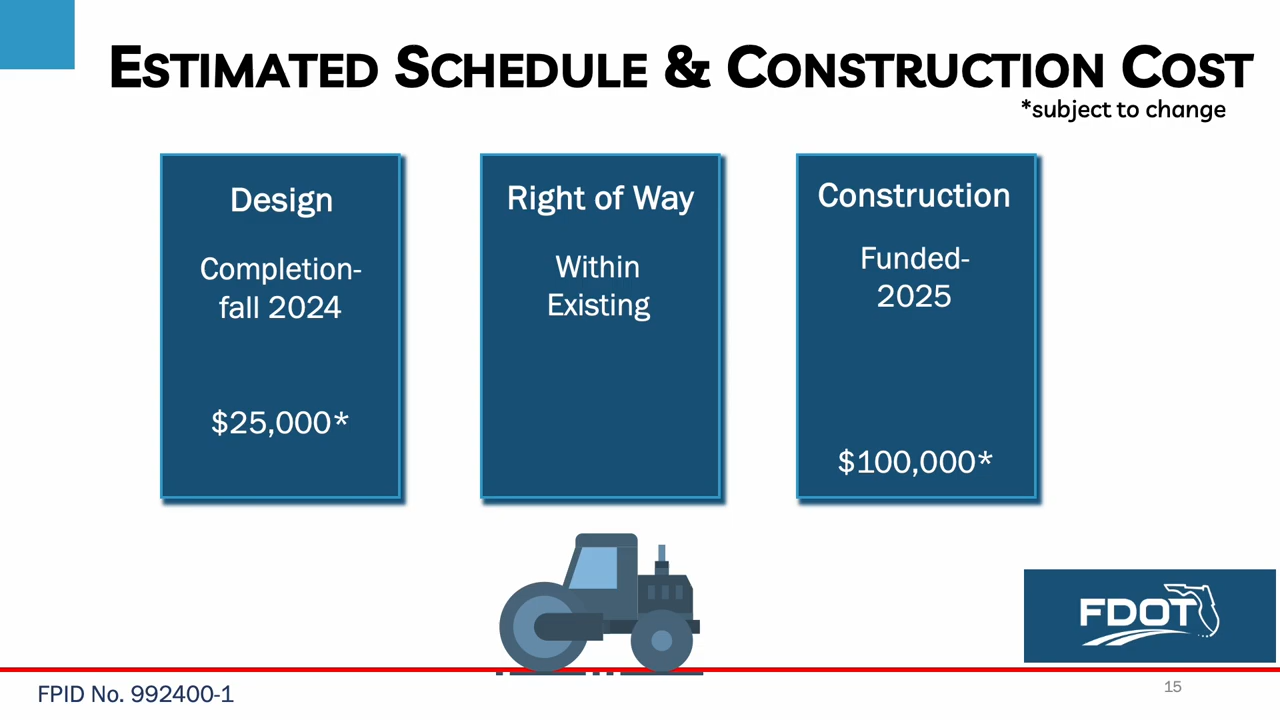 ESTIMATED SCHEDULE & CONSTRUCTION COST
*subject to change
Design
Completion-
fall 2024
$25,000*
Right of Way
Within
Existing
Construction
Funded-
2025
$100,000*
FDOT
FPID No. 992400-1
15